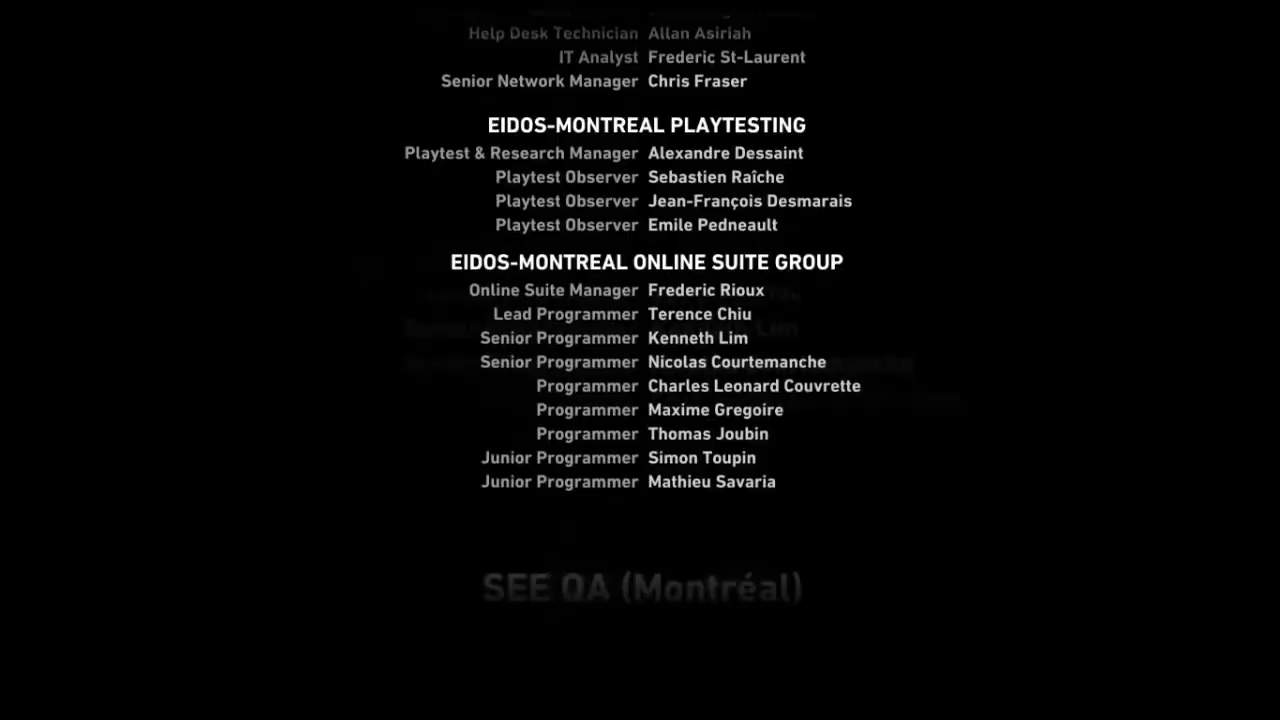 Help Desk Technician Allan Asiriah
IT Analyst Frederic St-Laurent
Senior Network Manager Chris Fraser
EIDOS-MONTREAL PLAYTESTING
Playtest & Research Manager Alexandre Dessaint
Playtest Observer Sebastien Raîche
Playtest Observer Jean-François Desmarais
Playtest Observer Emile Pedneault
EIDOS-MONTREAL ONLINE SUITE GROUP
Online Suite Manager Frederic Rioux
Lead Programmer Terence Chiu
Senior Programmer Kenneth Lim
Senior Programmer Nicolas Courtemanche
Programmer Charles Leonard Couvrette
Programmer Maxime Gregoire
Programmer Thomas Joubin
Junior Programmer Simon Toupin
Junior Programmer Mathieu Savaria
SEE QA (Montréal)